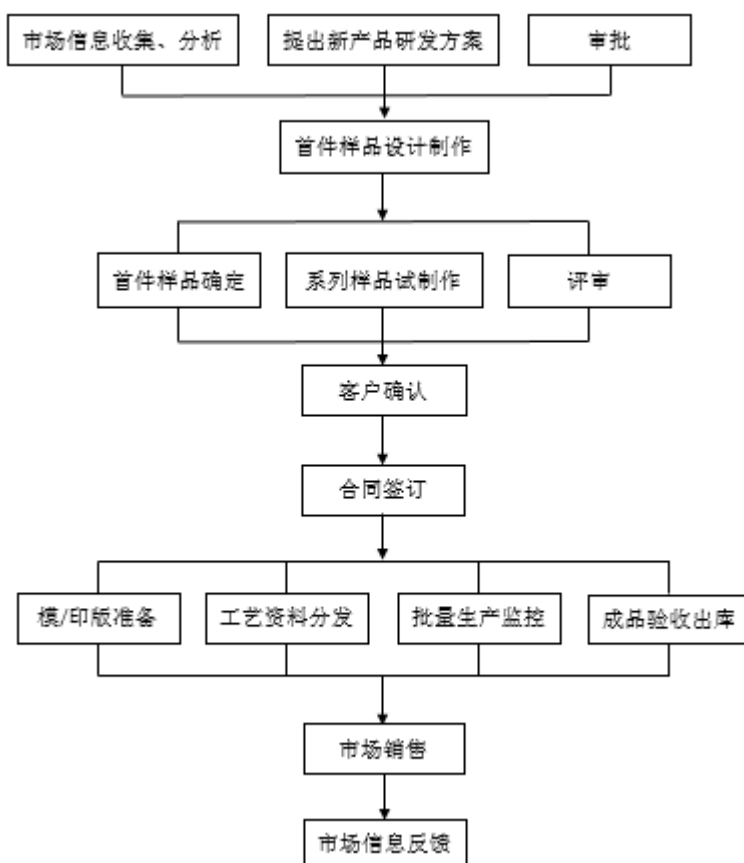 市场信息收集、分析
提出新产品研发方案
审批
首件样品设计制作
首件样品确定
系列样品试制作
评审
客户确认
合同签订
模/印版准备
工艺资料分发
批量生产监控
成品验收出库
市场销售
市场信息反馈